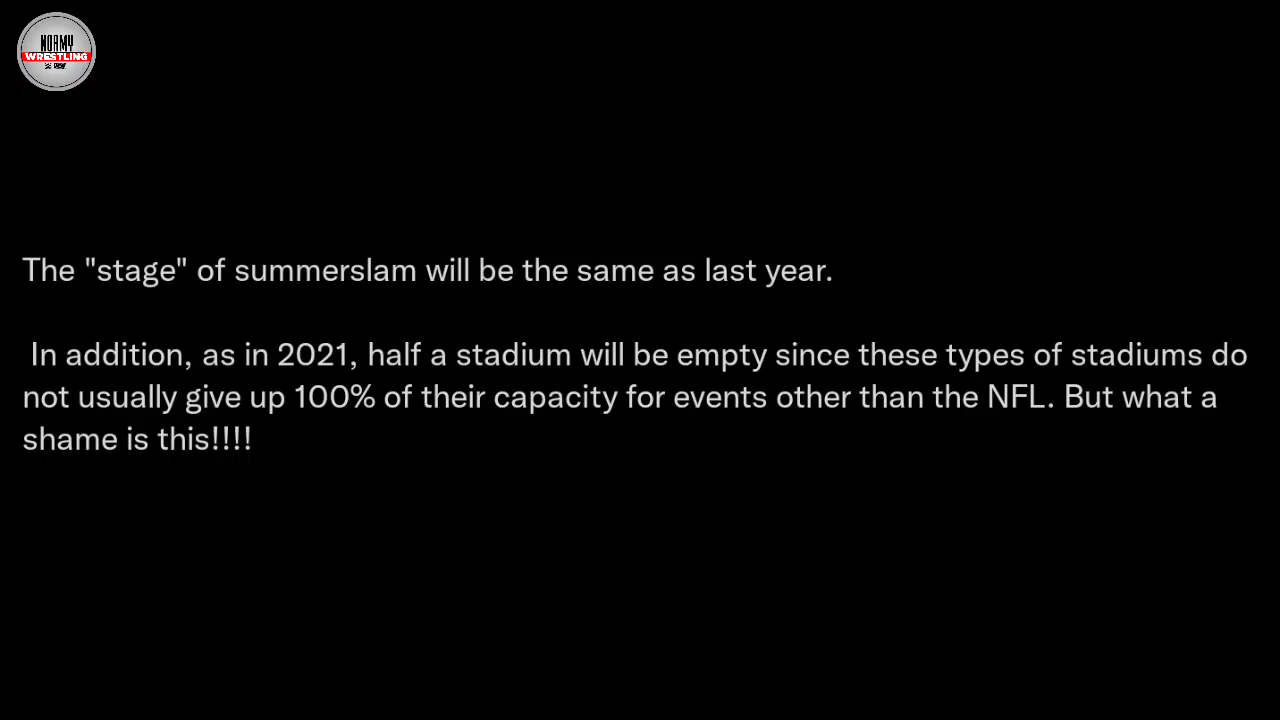 NORMY
WRESTLING
The "stage" of summerslam will be the same as last year.
In addition, as in 2021, half a stadium will be empty since these types of stadiums do
not usually give up 100% of their capacity for events other than the NFL. But what a
shame is this!!!!